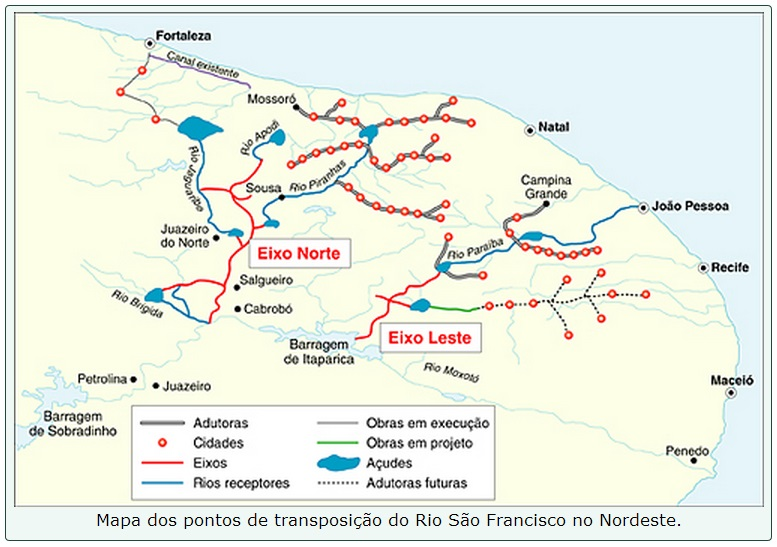 Fortaleza
Canal existente
Mossoró
Rio Apodi
Natal
Rio Jaguaribe
Sousa
Rio Piranhas
Campina
Grande
João Pessoa
Juazeiro
do Norte
Eixo Norte
Rio Paraíba
Recife
Salgueiro
Rio Brígida
Cabrobó
Eixo Leste
Barragem
de Itaparica
Rio Moxotó
Petrolina
Juazeiro
Maceió
Barragem
de Sobradinho
Adutoras
Cidades
Eixos
Rios receptores
Obras em execução
Obras em projeto
Açudes
Adutoras futuras
Penedo
Mapa dos pontos de transposição do Rio São Francisco no Nordeste.